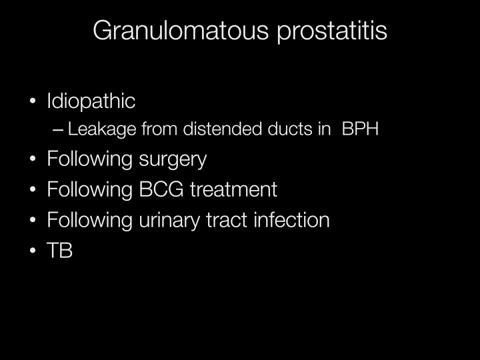 Granulomatous prostatitis
• Idiopathic
– Leakage from distended ducts in BPH
• Following surgery
• Following BCG treatment
• Following urinary tract infection
• TB